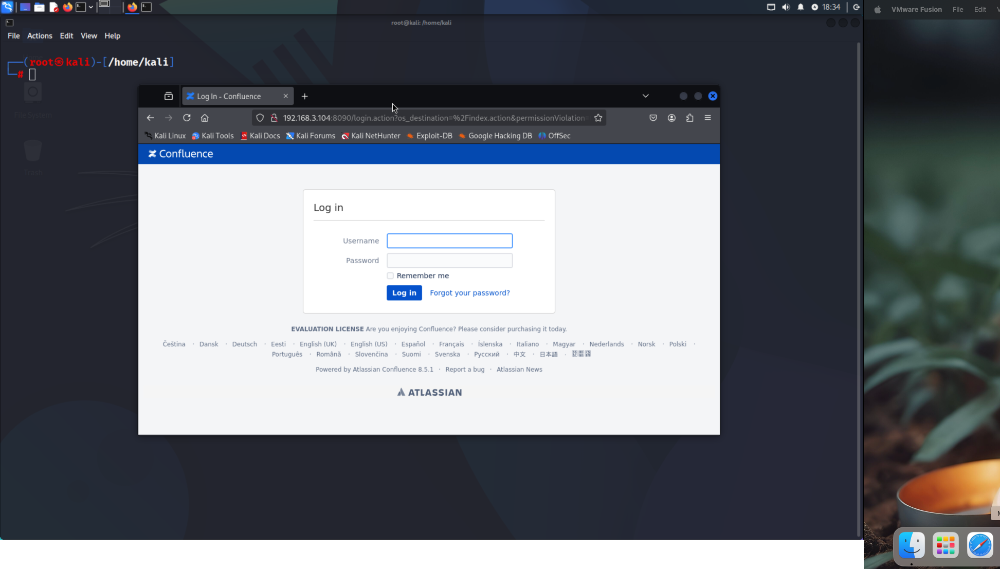 18:34
VMware Fusion File Edit
root@kali: /home/kali
File Actions Edit View Help
Home
(root㉿kali)-[/home/kali]
#
File System
Trash
Log In - Confluence
192.168.3.104:8090/login.action?os_destination=%2Findex.action&permissionViolation=
Kali Linux Kali Tools Kali Docs Kali Forums Kali NetHunter Exploit-DB Google Hacking DB OffSec
Confluence
Log in
Username
Password
Remember me
Log in Forgot your password?
EVALUATION LICENSE Are you enjoying Confluence? Please consider purchasing it today.
Čeština · Dansk · Deutsch · Eesti · English (UK) · English (US) · Español · Français · Íslenska · Italiano · Magyar · Nederlands · Norsk · Polski ·
Português · Română · Slovenčina · Suomi · Svenska · Русский · 中文 · 日本語 ·
Powered by Atlassian Confluence 8.5.1 · Report a bug · Atlassian News
ATLASSIAN